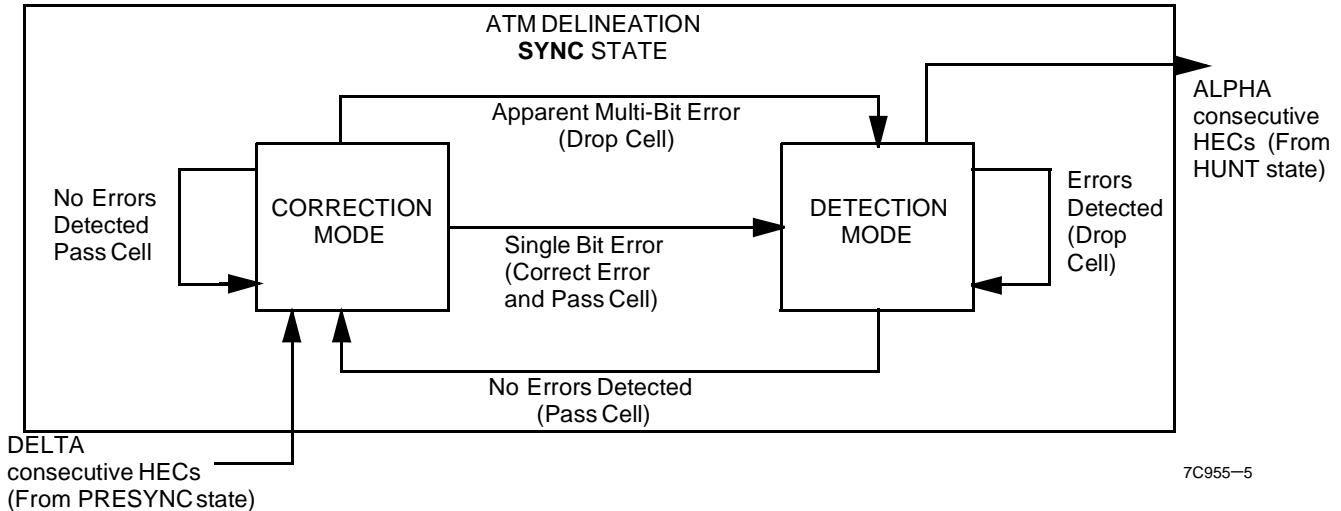 ATM DELINEATION
SYNC STATE
Apparent Multi-Bit Error
(Drop Cell)
ALPHA
consecutive
HECs (From
HUNT state)
No Errors
Detected
Pass Cell
CORRECTION
MODE
Single Bit Error
(Correct Error
and Pass Cell)
DETECTION
MODE
Errors
Detected
(Drop
Cell)
No Errors Detected
(Pass Cell)
DELTA
consecutive HECs
(From PRESYNC state)
7C955–5